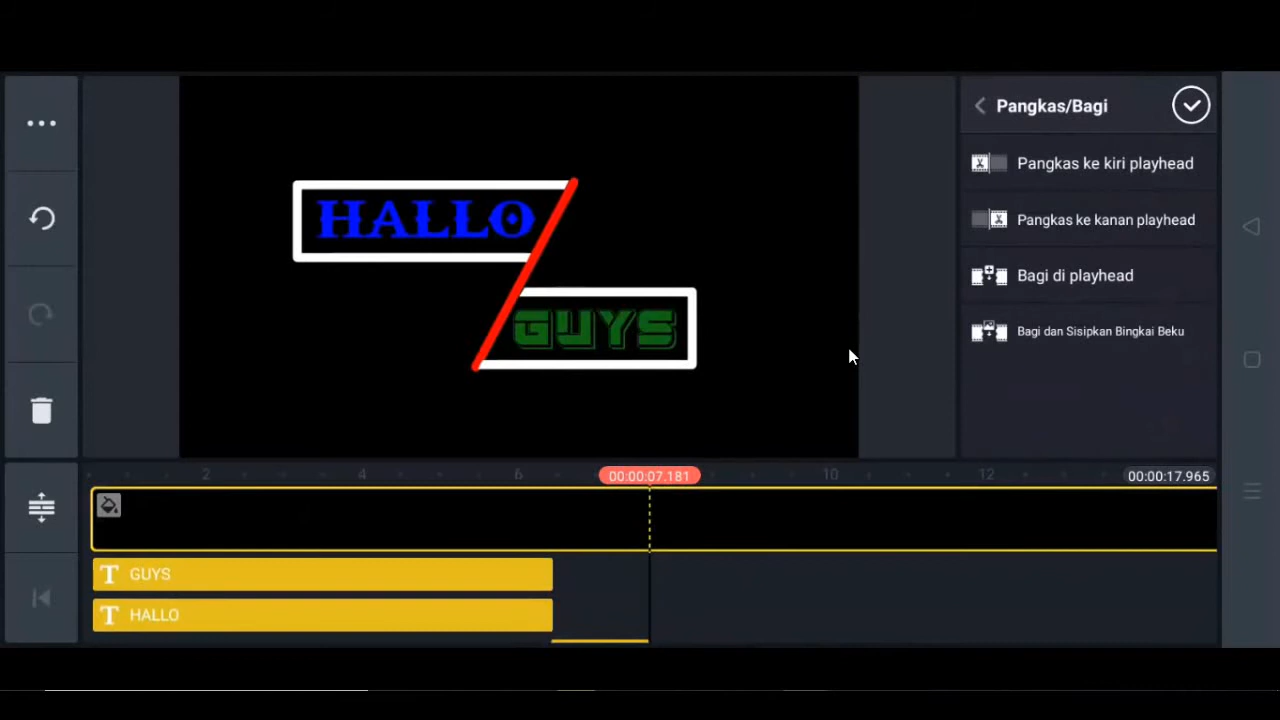 Pangkas/Bagi
Pangkas ke kiri playhead
HALLO
Pangkas ke kanan playhead
Bagi di playhead
GUYS
Bagi dan Sisipkan Bingkai Beku
2 4 6 00:00:07.181 10 12 00:00:17.965
T GUYS
T HALLO